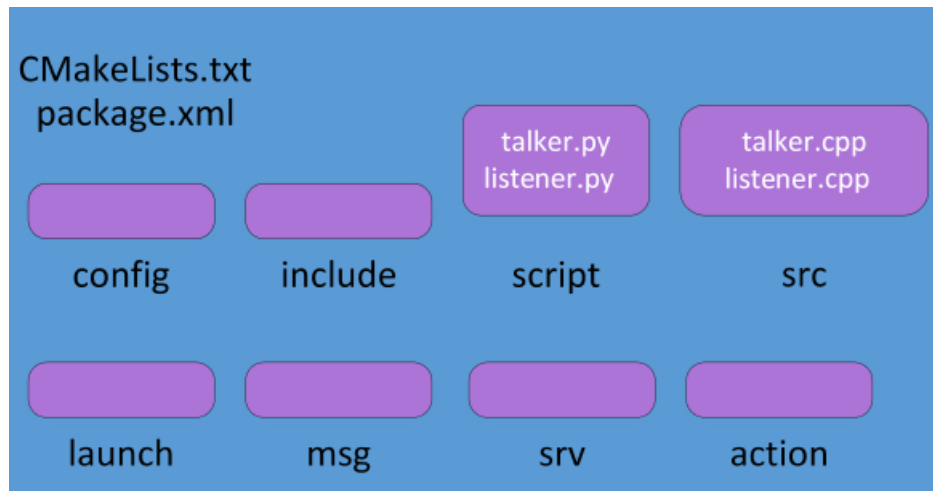 CMakeLists.txt
package.xml
talker.py
listener.py
talker.cpp
listener.cpp
config
include
script
src
launch
msg
srv
action